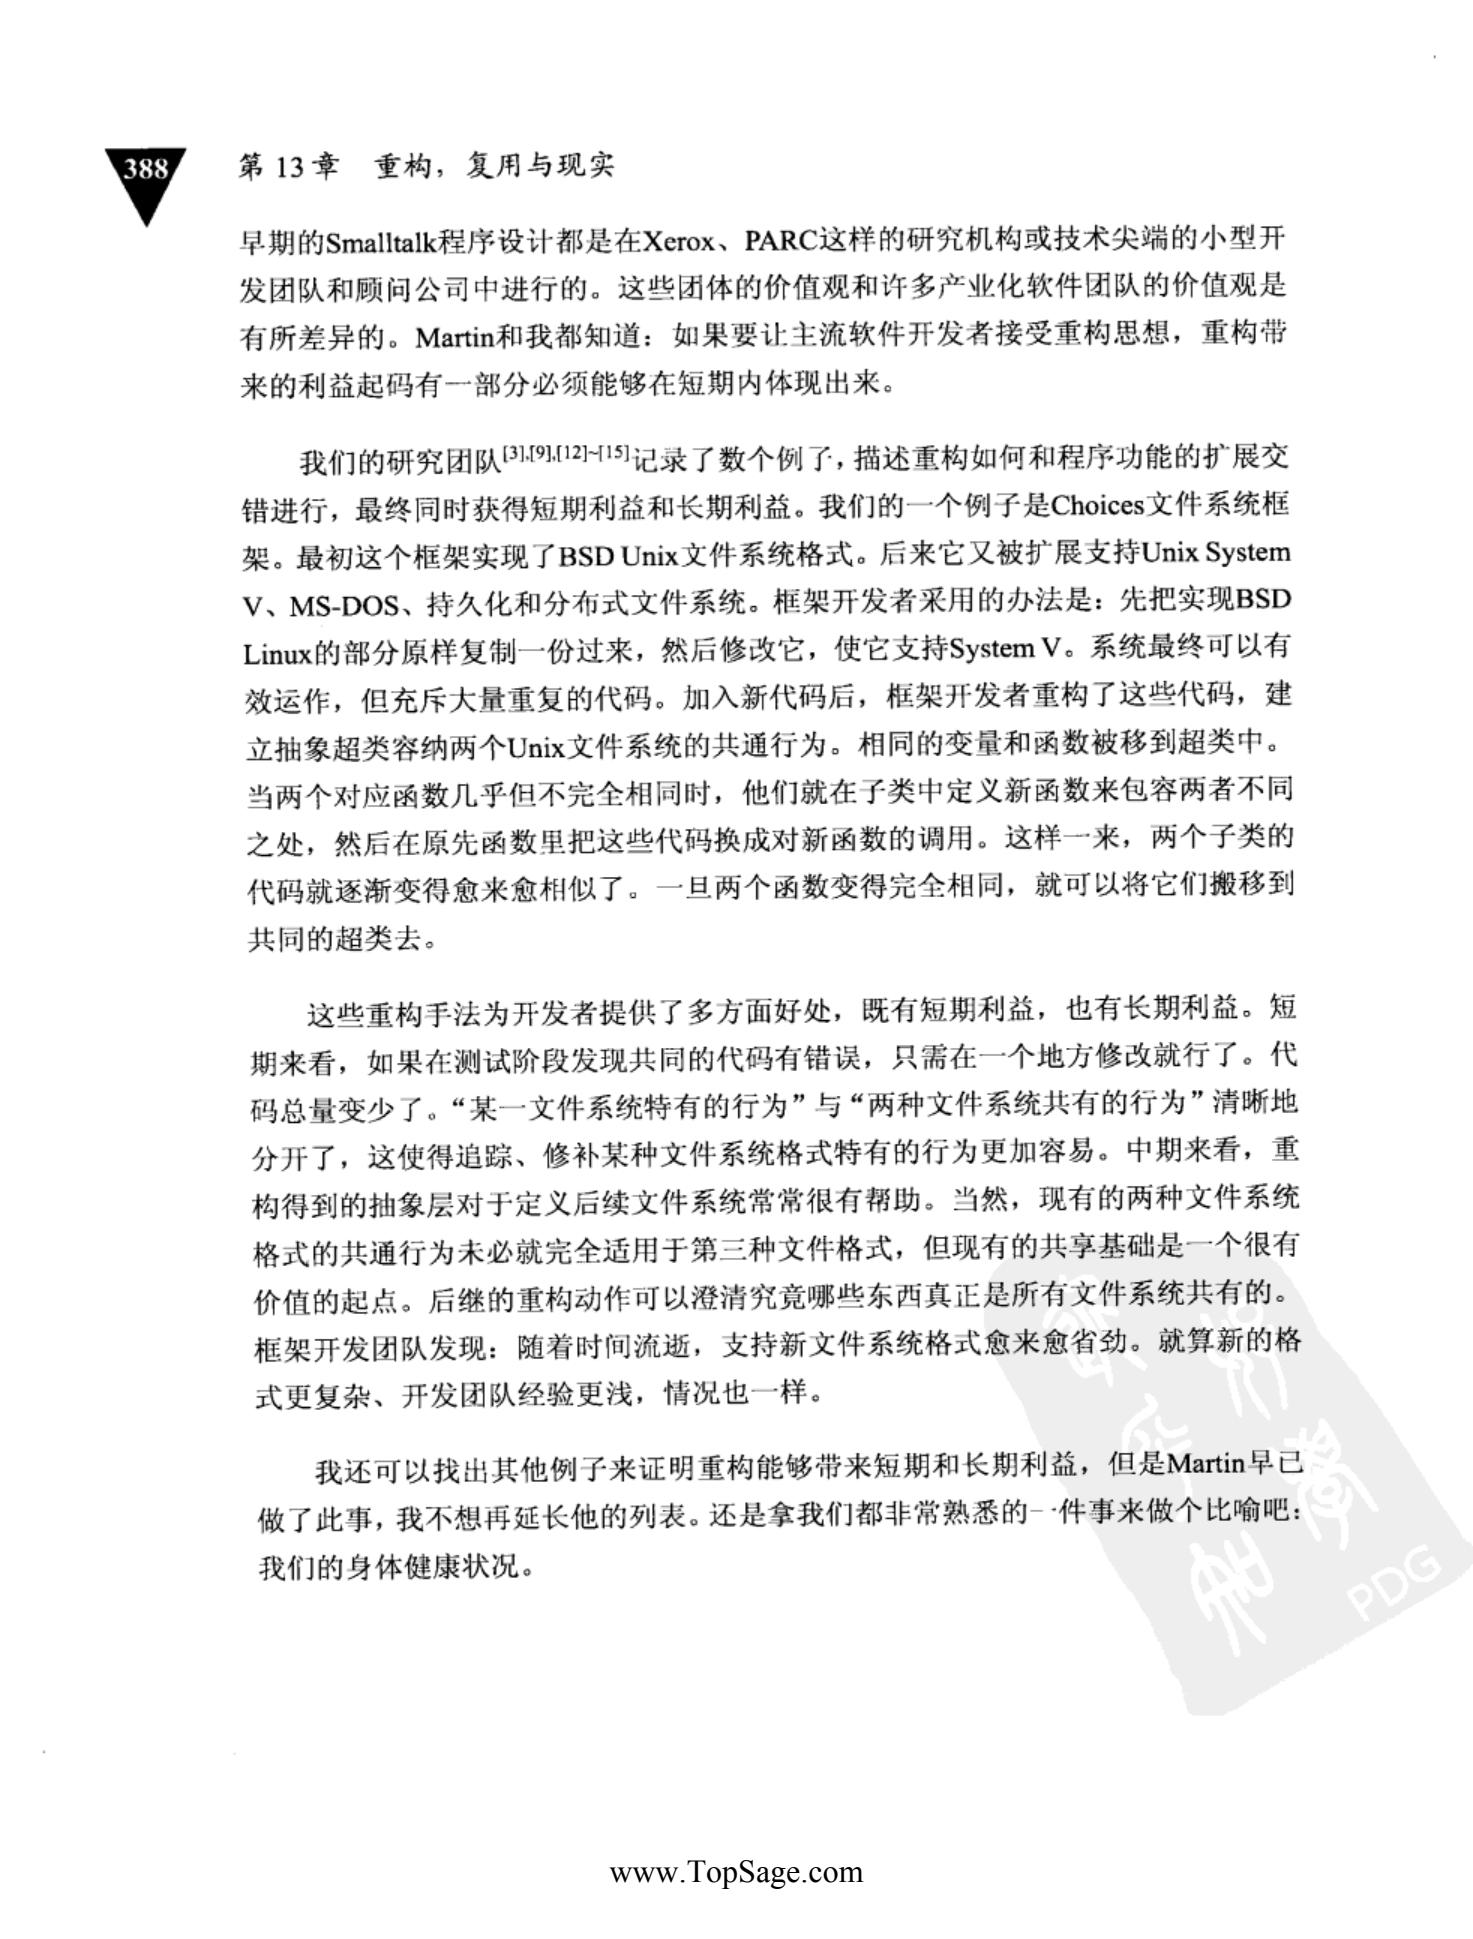 388
第 13 章 重构，复用与现实
早期的Smalltalk程序设计都是在Xerox、PARC这样的研究机构或技术尖端的小型开
发团队和顾问公司中进行的。这些团体的价值观和许多产业化软件团队的价值观是
有所差异的。Martin和我都知道：如果要让主流软件开发者接受重构思想，重构带
来的利益起码有一部分必须能够在短期内体现出来。
我们的研究团队[3],[9],[12]~[15]记录了数个例子，描述重构如何和程序功能的扩展交
错进行，最终同时获得短期利益和长期利益。我们的一个例子是Choices文件系统框
架。最初这个框架实现了BSD Unix文件系统格式。后来它又被扩展支持Unix System
V、MS-DOS、持久化和分布式文件系统。框架开发者采用的办法是：先把实现BSD
Linux的部分原样复制一份过来，然后修改它，使它支持System V。系统最终可以有
效运作，但充斥大量重复的代码。加入新代码后，框架开发者重构了这些代码，建
立抽象超类容纳两个Unix文件系统的共通行为。相同的变量和函数被移到超类中。
当两个对应函数几乎但不完全相同时，他们就在子类中定义新函数来包容两者不同
之处，然后在原先函数里把这些代码换成对新函数的调用。这样一来，两个子类的
代码就逐渐变得愈来愈相似了。一旦两个函数变得完全相同，就可以将它们搬移到
共同的超类去。
这些重构手法为开发者提供了多方面好处，既有短期利益，也有长期利益。短
期来看，如果在测试阶段发现共同的代码有错误，只需在一个地方修改就行了。代
码总量变少了。“某一文件系统特有的行为”与“两种文件系统共有的行为”清晰地
分开了，这使得追踪、修补某种文件系统格式特有的行为更加容易。中期来看，重
构得到的抽象层对于定义后续文件系统常常很有帮助。当然，现有的两种文件系统
格式的共通行为未必就完全适用于第三种文件格式，但现有的共享基础是一个很有
价值的起点。后继的重构动作可以澄清究竟哪些东西真正是所有文件系统共有的。
框架开发团队发现：随着时间流逝，支持新文件系统格式愈来愈省劲。就算新的格
式更复杂、开发团队经验更浅，情况也一样。
我还可以找出其他例子来证明重构能够带来短期和长期利益，但是Martin早已
做了此事，我不想再延长他的列表。还是拿我们都非常熟悉的一件事来做个比喻吧：
我们的身体健康状况。
PDG
www.TopSage.com